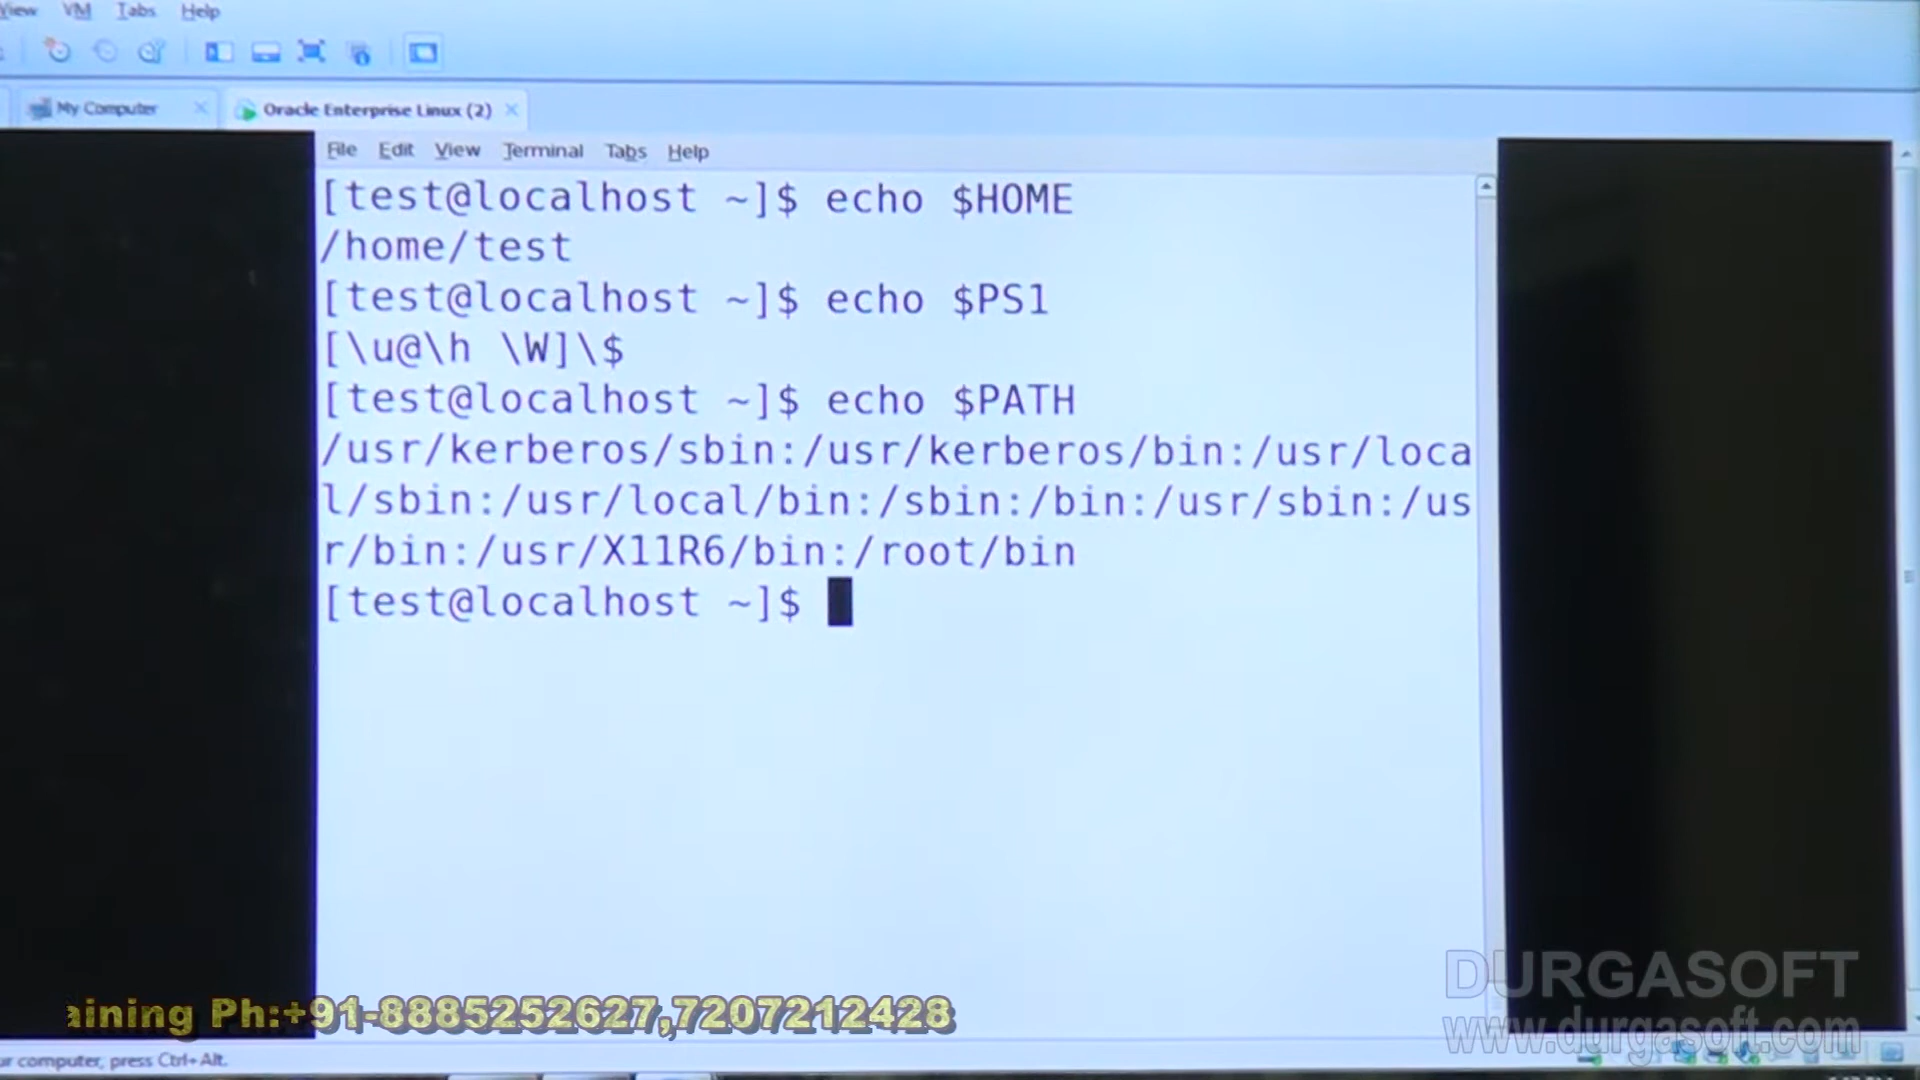 View VM Tabs Help
My Computer
Oracle Enterprise Linux (2)
File Edit View Terminal Tabs Help
[test@localhost ~]$ echo $HOME
/home/test
[test@localhost ~]$ echo $PS1
[\u@\h \W]\$
[test@localhost ~]$ echo $PATH
/usr/kerberos/sbin:/usr/kerberos/bin:/usr/loca
l/sbin:/usr/local/bin:/sbin:/bin:/usr/sbin:/us
r/bin:/usr/X11R6/bin:/root/bin
[test@localhost ~]$
DURGASOFT
aining Ph:+91-8885252627,7207212428
www.durgasoft.com
ur computer, press Ctrl+Alt.